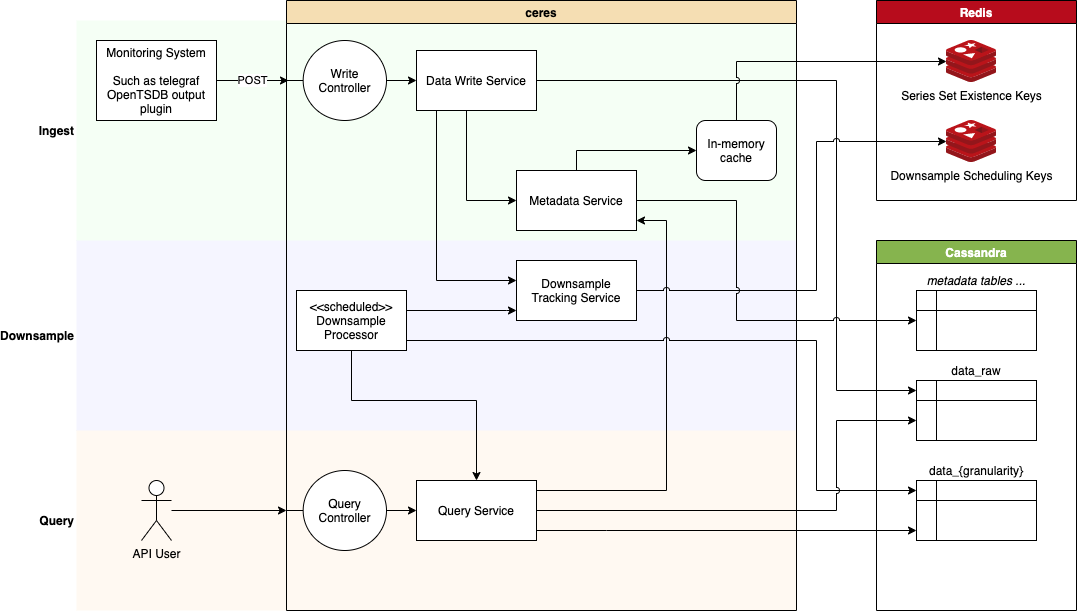 ceres
Redis
Monitoring System
Such as telegraf
OpenTSDB output
plugin
POST
Write
Controller
Data Write Service
Series Set Existence Keys
Ingest
In-memory
cache
Downsample Scheduling Keys
Metadata Service
Cassandra
metadata tables ...
Downsample
Tracking Service
<<scheduled>>
Downsample
Processor
Downsample
data_raw
data_{granularity}
Query
Controller
Query Service
Query
API User